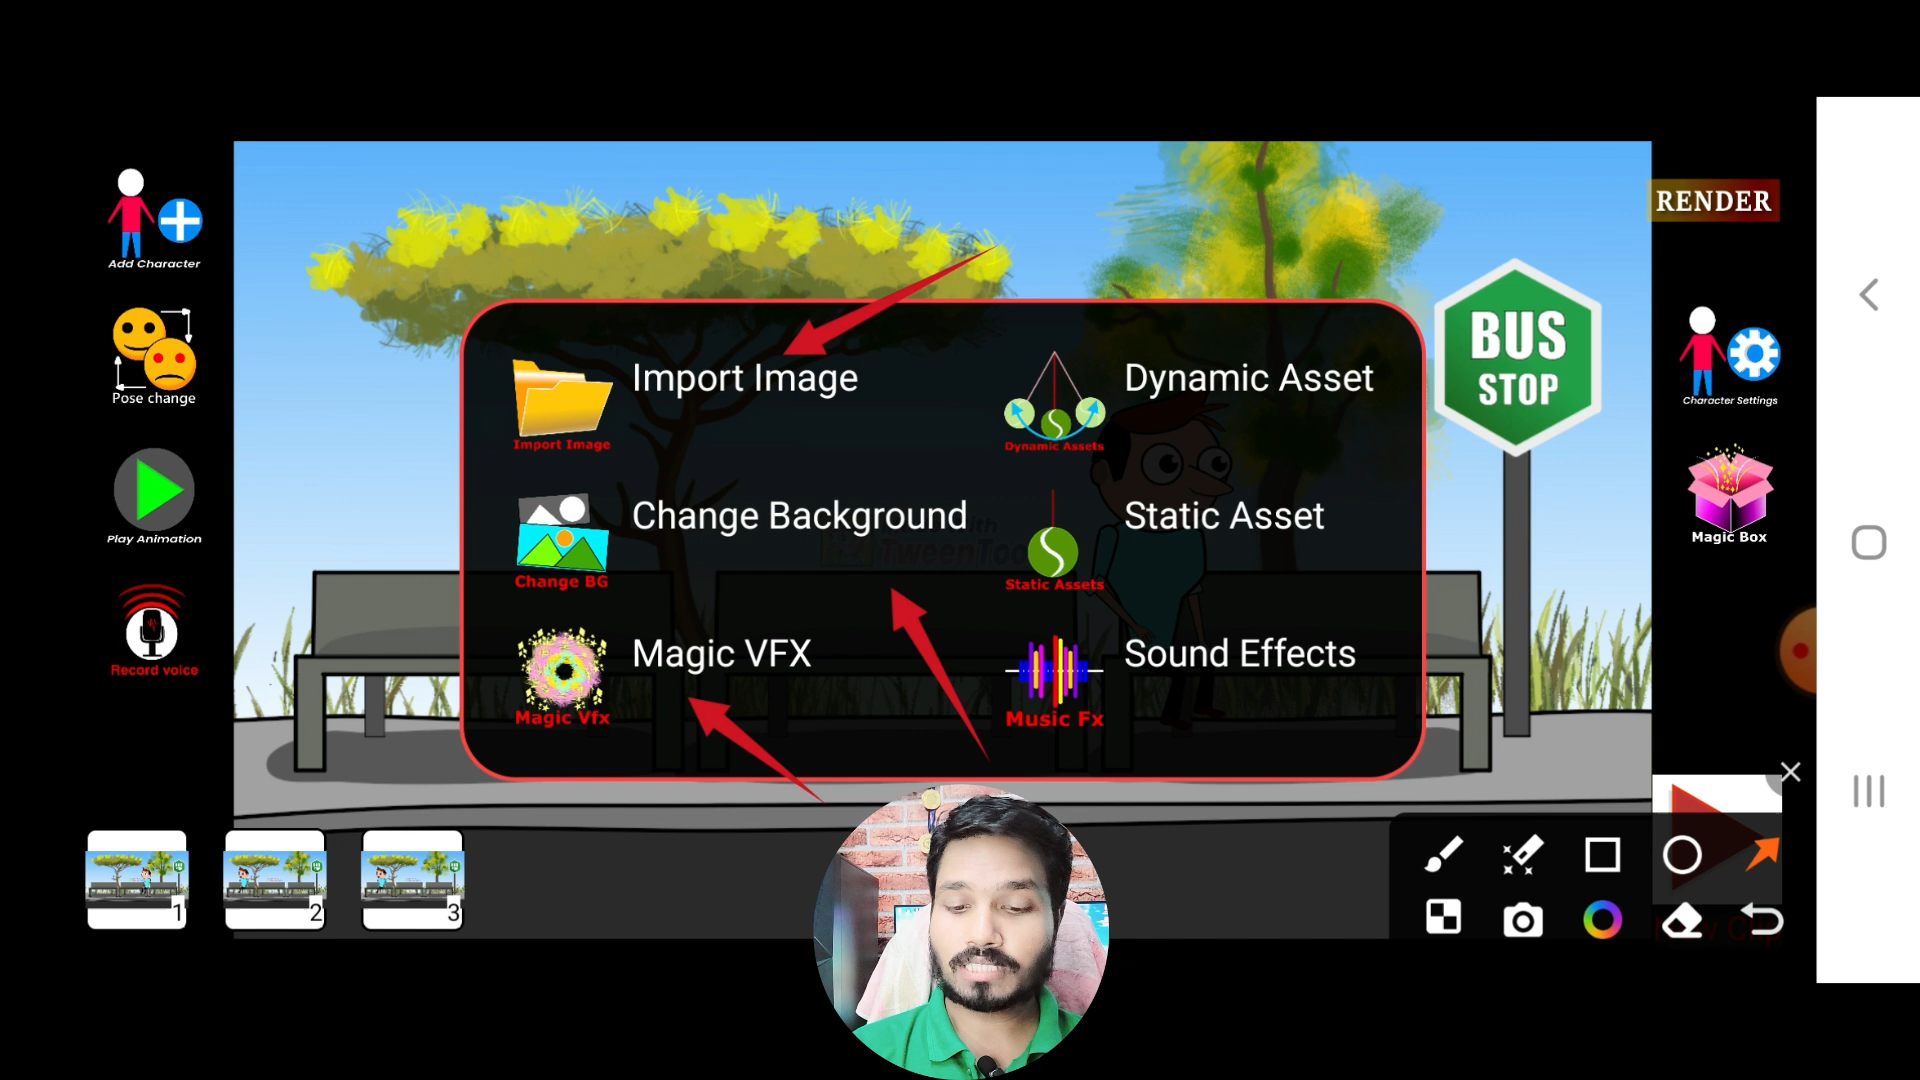 RENDER
Add Character
BUS
STOP
Import Image
Import Image
Dynamic Asset
Dynamic Assets
Pose change
Character Settings
Change Background
Change BG
Static Asset
Static Assets
with
TweenToo
Play Animation
Magic Box
Magic VFX
Magic Vfx
Sound Effects
Music Fx
Record voice
1
2
3